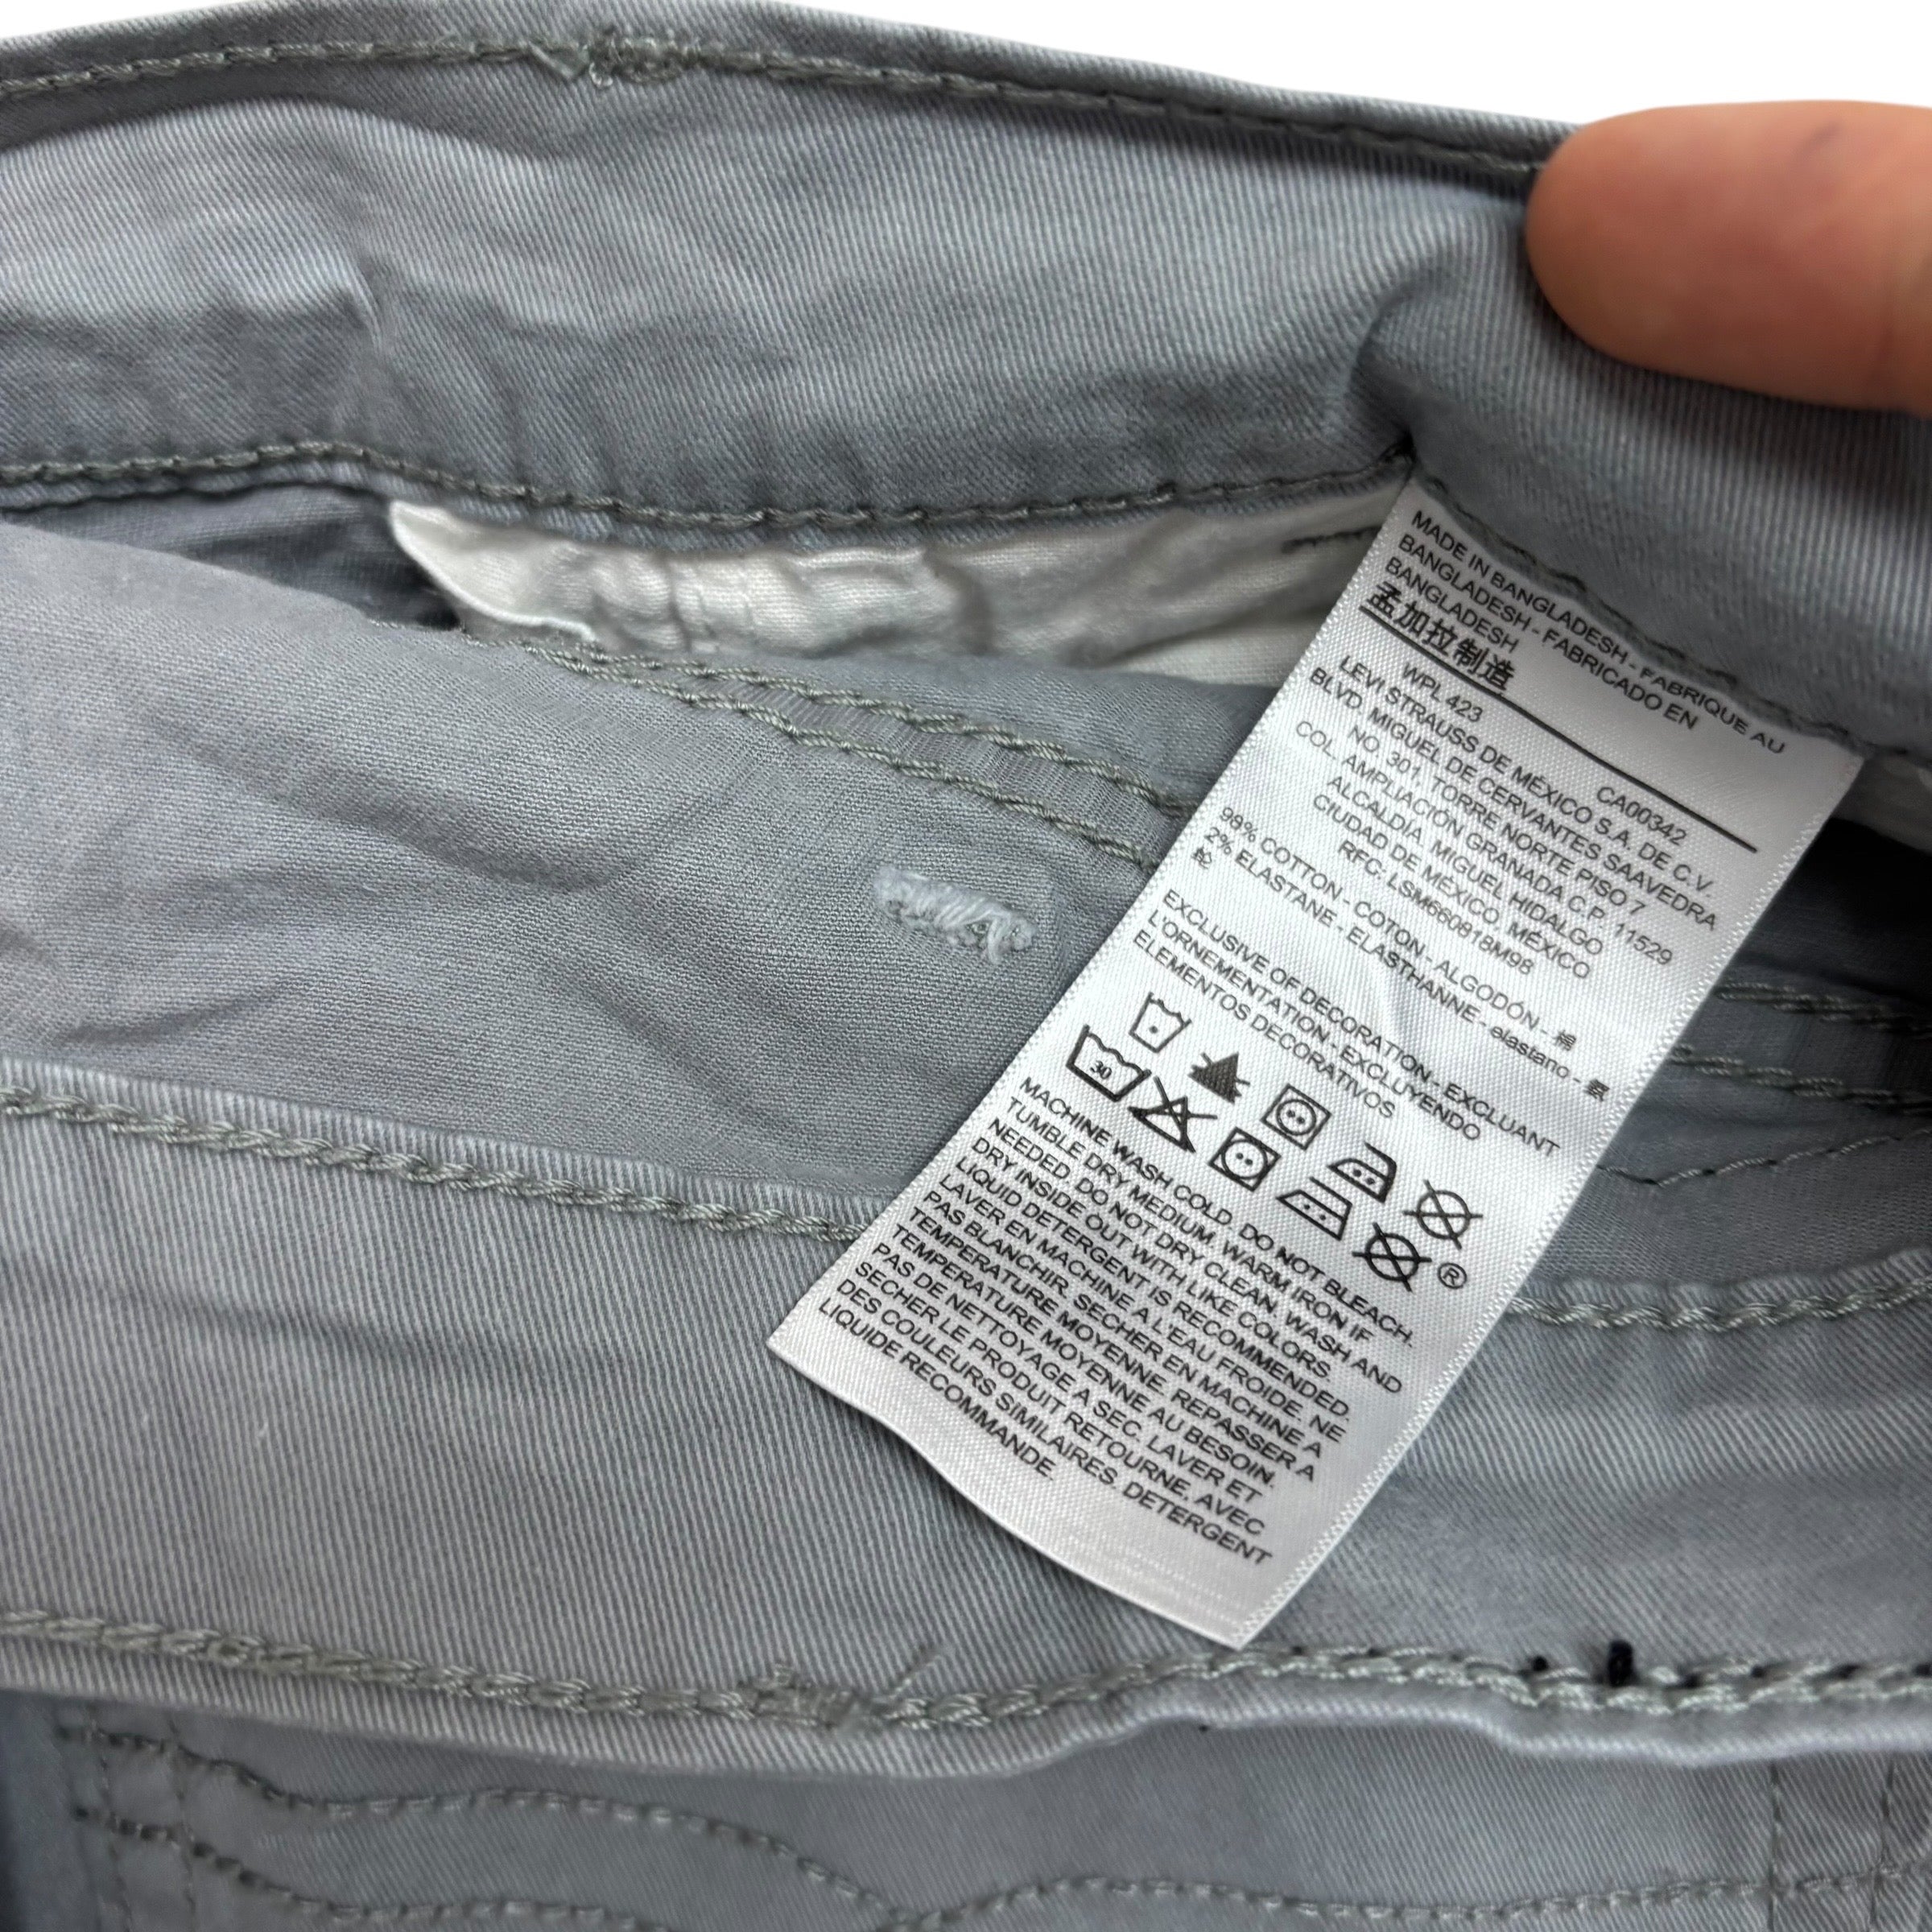 MADE IN BANGLADESH - FABRIQUE AU
BANGLADESH - FABRICADO EN
BANGLADESH
孟加拉制造
WPL 423 CA00342
LEVI STRAUSS DE MÉXICO S.A. DE C.V.
BLVD. MIGUEL DE CERVANTES SAAVEDRA
NO. 301, TORRE NORTE PISO 7
COL. AMPLIACIÓN GRANADA C.P. 11529
ALCALDÍA. MIGUEL HIDALGO
CIUDAD DE MÉXICO, MÉXICO
RFC: LSM660818M98
98% COTTON - COTON - ALGODÓN - 棉
2% ELASTANE - ELASTHANNE - elastano - 氨
纶
EXCLUSIVE OF DECORATION - EXCLUANT
L'ORNEMENTATION - EXCLUYENDO
ELEMENTOS DECORATIVOS
30
®
MACHINE WASH COLD. DO NOT BLEACH.
TUMBLE DRY MEDIUM. WARM IRON IF
NEEDED. DO NOT DRY CLEAN. WASH AND
DRY INSIDE OUT WITH LIKE COLORS.
LIQUID DETERGENT IS RECOMMENDED.
LAVER EN MACHINE A L'EAU FROIDE. NE
PAS BLANCHIR. SECHER EN MACHINE A
TEMPERATURE MOYENNE. REPASSER A
TEMPERATURE MOYENNE AU BESOIN.
PAS DE NETTOYAGE A SEC. LAVER ET
SECHER LE PRODUIT RETOURNE, AVEC
DES COULEURS SIMILAIRES. DETERGENT
LIQUIDE RECOMMANDE.